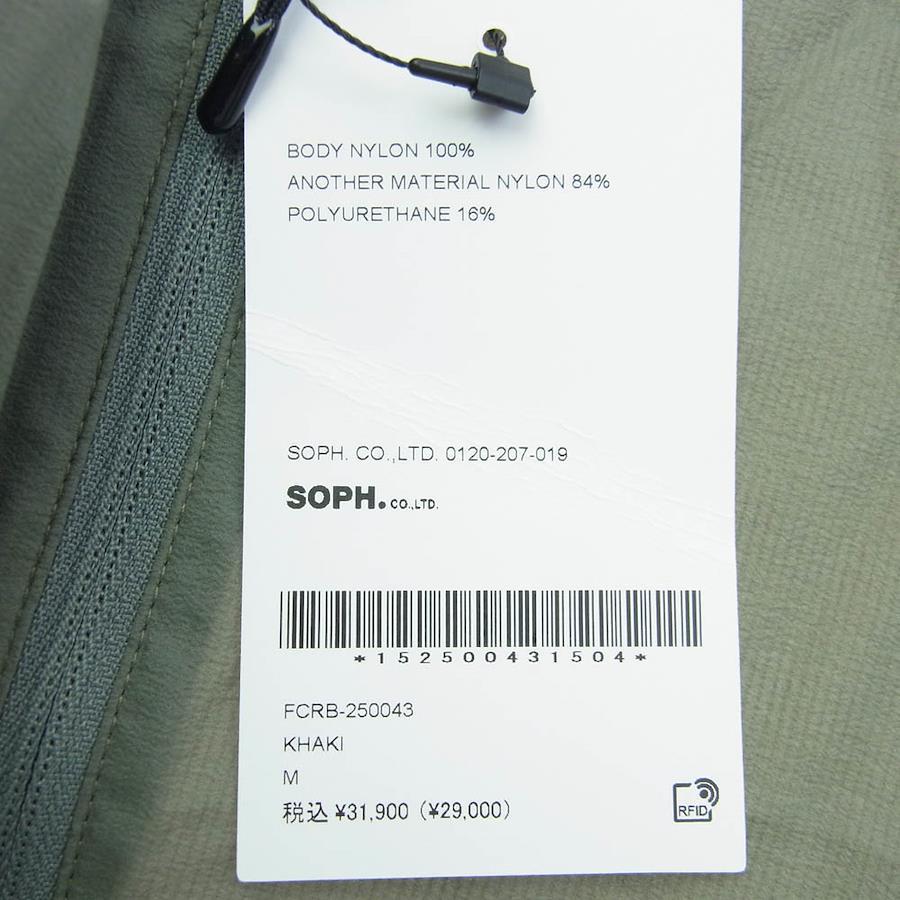 BODY NYLON 100%
ANOTHER MATERIAL NYLON 84%
POLYURETHANE 16%
SOPH. CO.,LTD. 0120-207-019
SOPH. CO.,LTD.
*152500431504*
FCRB-250043
KHAKI
M
税込 ¥31,900 (¥29,000)
RFID